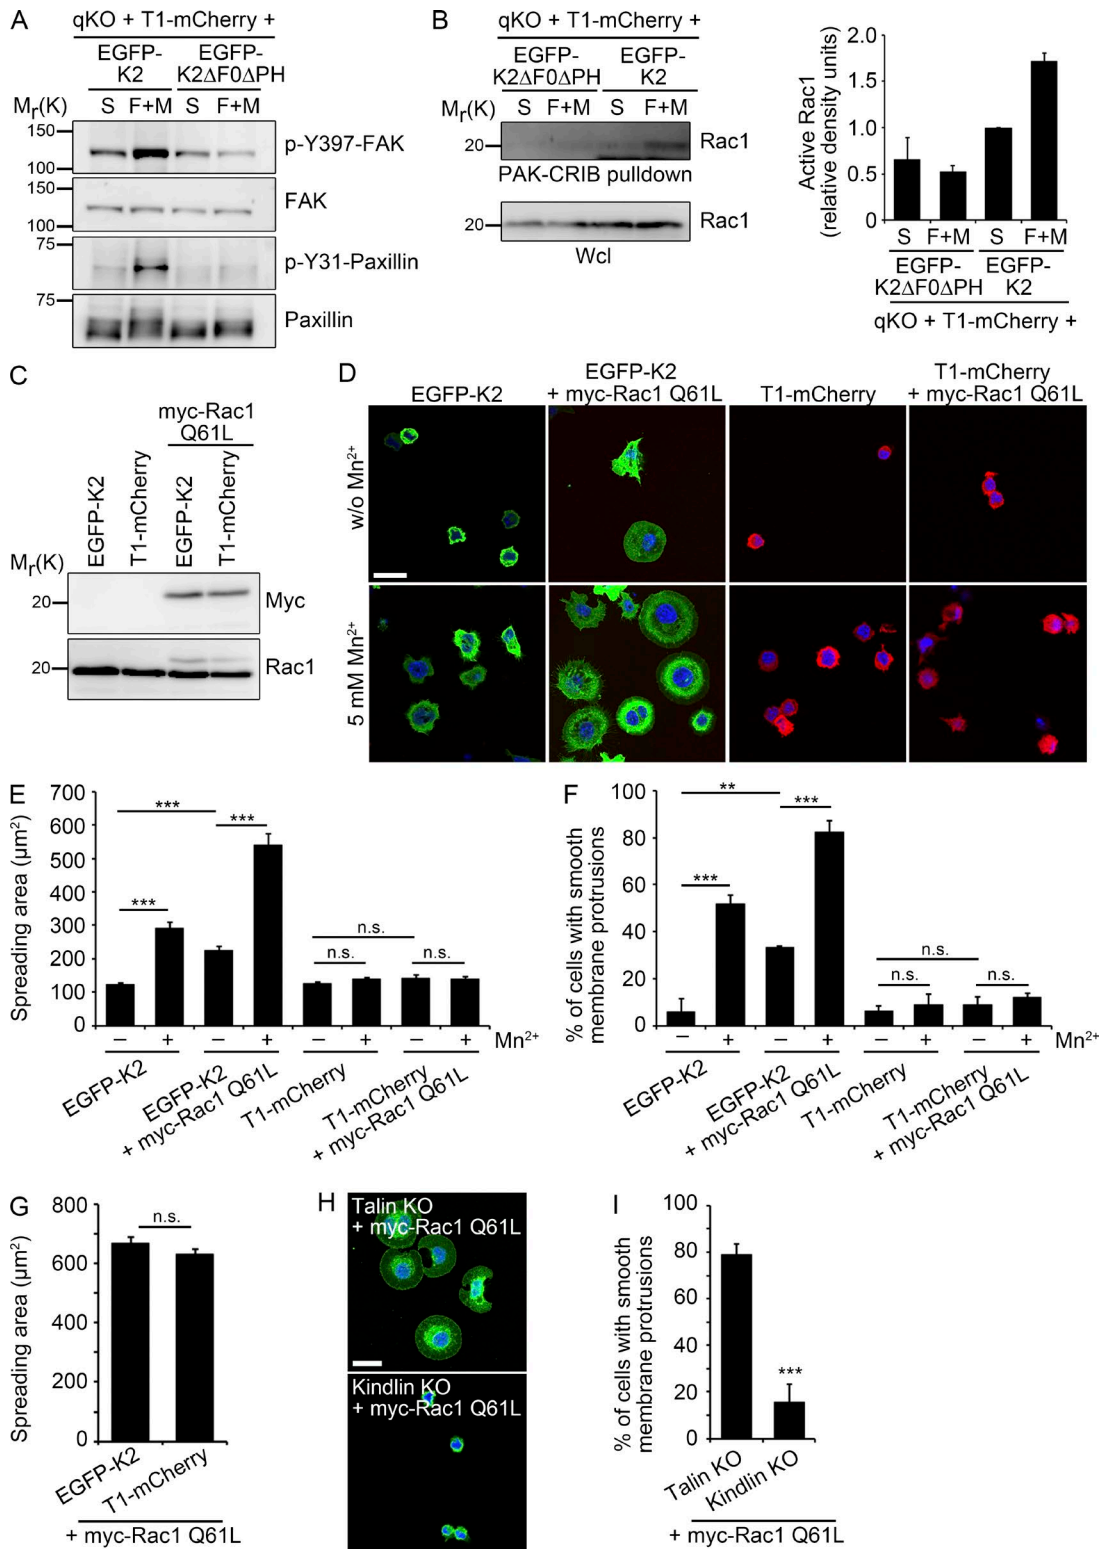 A
qKO + T1-mCherry +
EGFP-
K2
EGFP-
K2ΔF0ΔPH
Mr(K) S F+M S F+M
150
100
p-Y397-FAK
150
100
FAK
75
p-Y31-Paxillin
75
Paxillin
B
qKO + T1-mCherry +
EGFP-
K2ΔF0ΔPH
EGFP-
K2
Mr(K) S F+M S F+M
20
Rac1
PAK-CRIB pulldown
20
Rac1
Wcl
Active Rac1
(relative density units)
2.0
1.5
1.0
0.5
0
S F+M S F+M
EGFP-
K2ΔF0ΔPH
EGFP-
K2
qKO + T1-mCherry +
C
myc-Rac1
Q61L
EGFP-K2
T1-mCherry
EGFP-K2
T1-mCherry
Mr(K)
20
Myc
20
Rac1
D
EGFP-K2
EGFP-K2
+ myc-Rac1 Q61L
T1-mCherry
T1-mCherry
+ myc-Rac1 Q61L
w/o Mn²⁺
5 mM Mn²⁺
E
Spreading area (µm²)
700
600
500
400
300
200
100
0
***
***
***
n.s.
n.s.
n.s.
– + – + – + – + Mn²⁺
EGFP-K2
EGFP-K2
+ myc-Rac1 Q61L
T1-mCherry
T1-mCherry
+ myc-Rac1 Q61L
F
% of cells with smooth
membrane protrusions
100
80
60
40
20
0
**
***
***
n.s.
n.s.
n.s.
– + – + – + – + Mn²⁺
EGFP-K2
EGFP-K2
+ myc-Rac1 Q61L
T1-mCherry
T1-mCherry
+ myc-Rac1 Q61L
G
Spreading area (µm²)
800
600
400
200
0
n.s.
EGFP-K2
T1-mCherry
+ myc-Rac1 Q61L
H
Talin KO
+ myc-Rac1 Q61L
Kindlin KO
+ myc-Rac1 Q61L
I
% of cells with smooth
membrane protrusions
100
80
60
40
20
0
***
Talin KO
Kindlin KO
+ myc-Rac1 Q61L